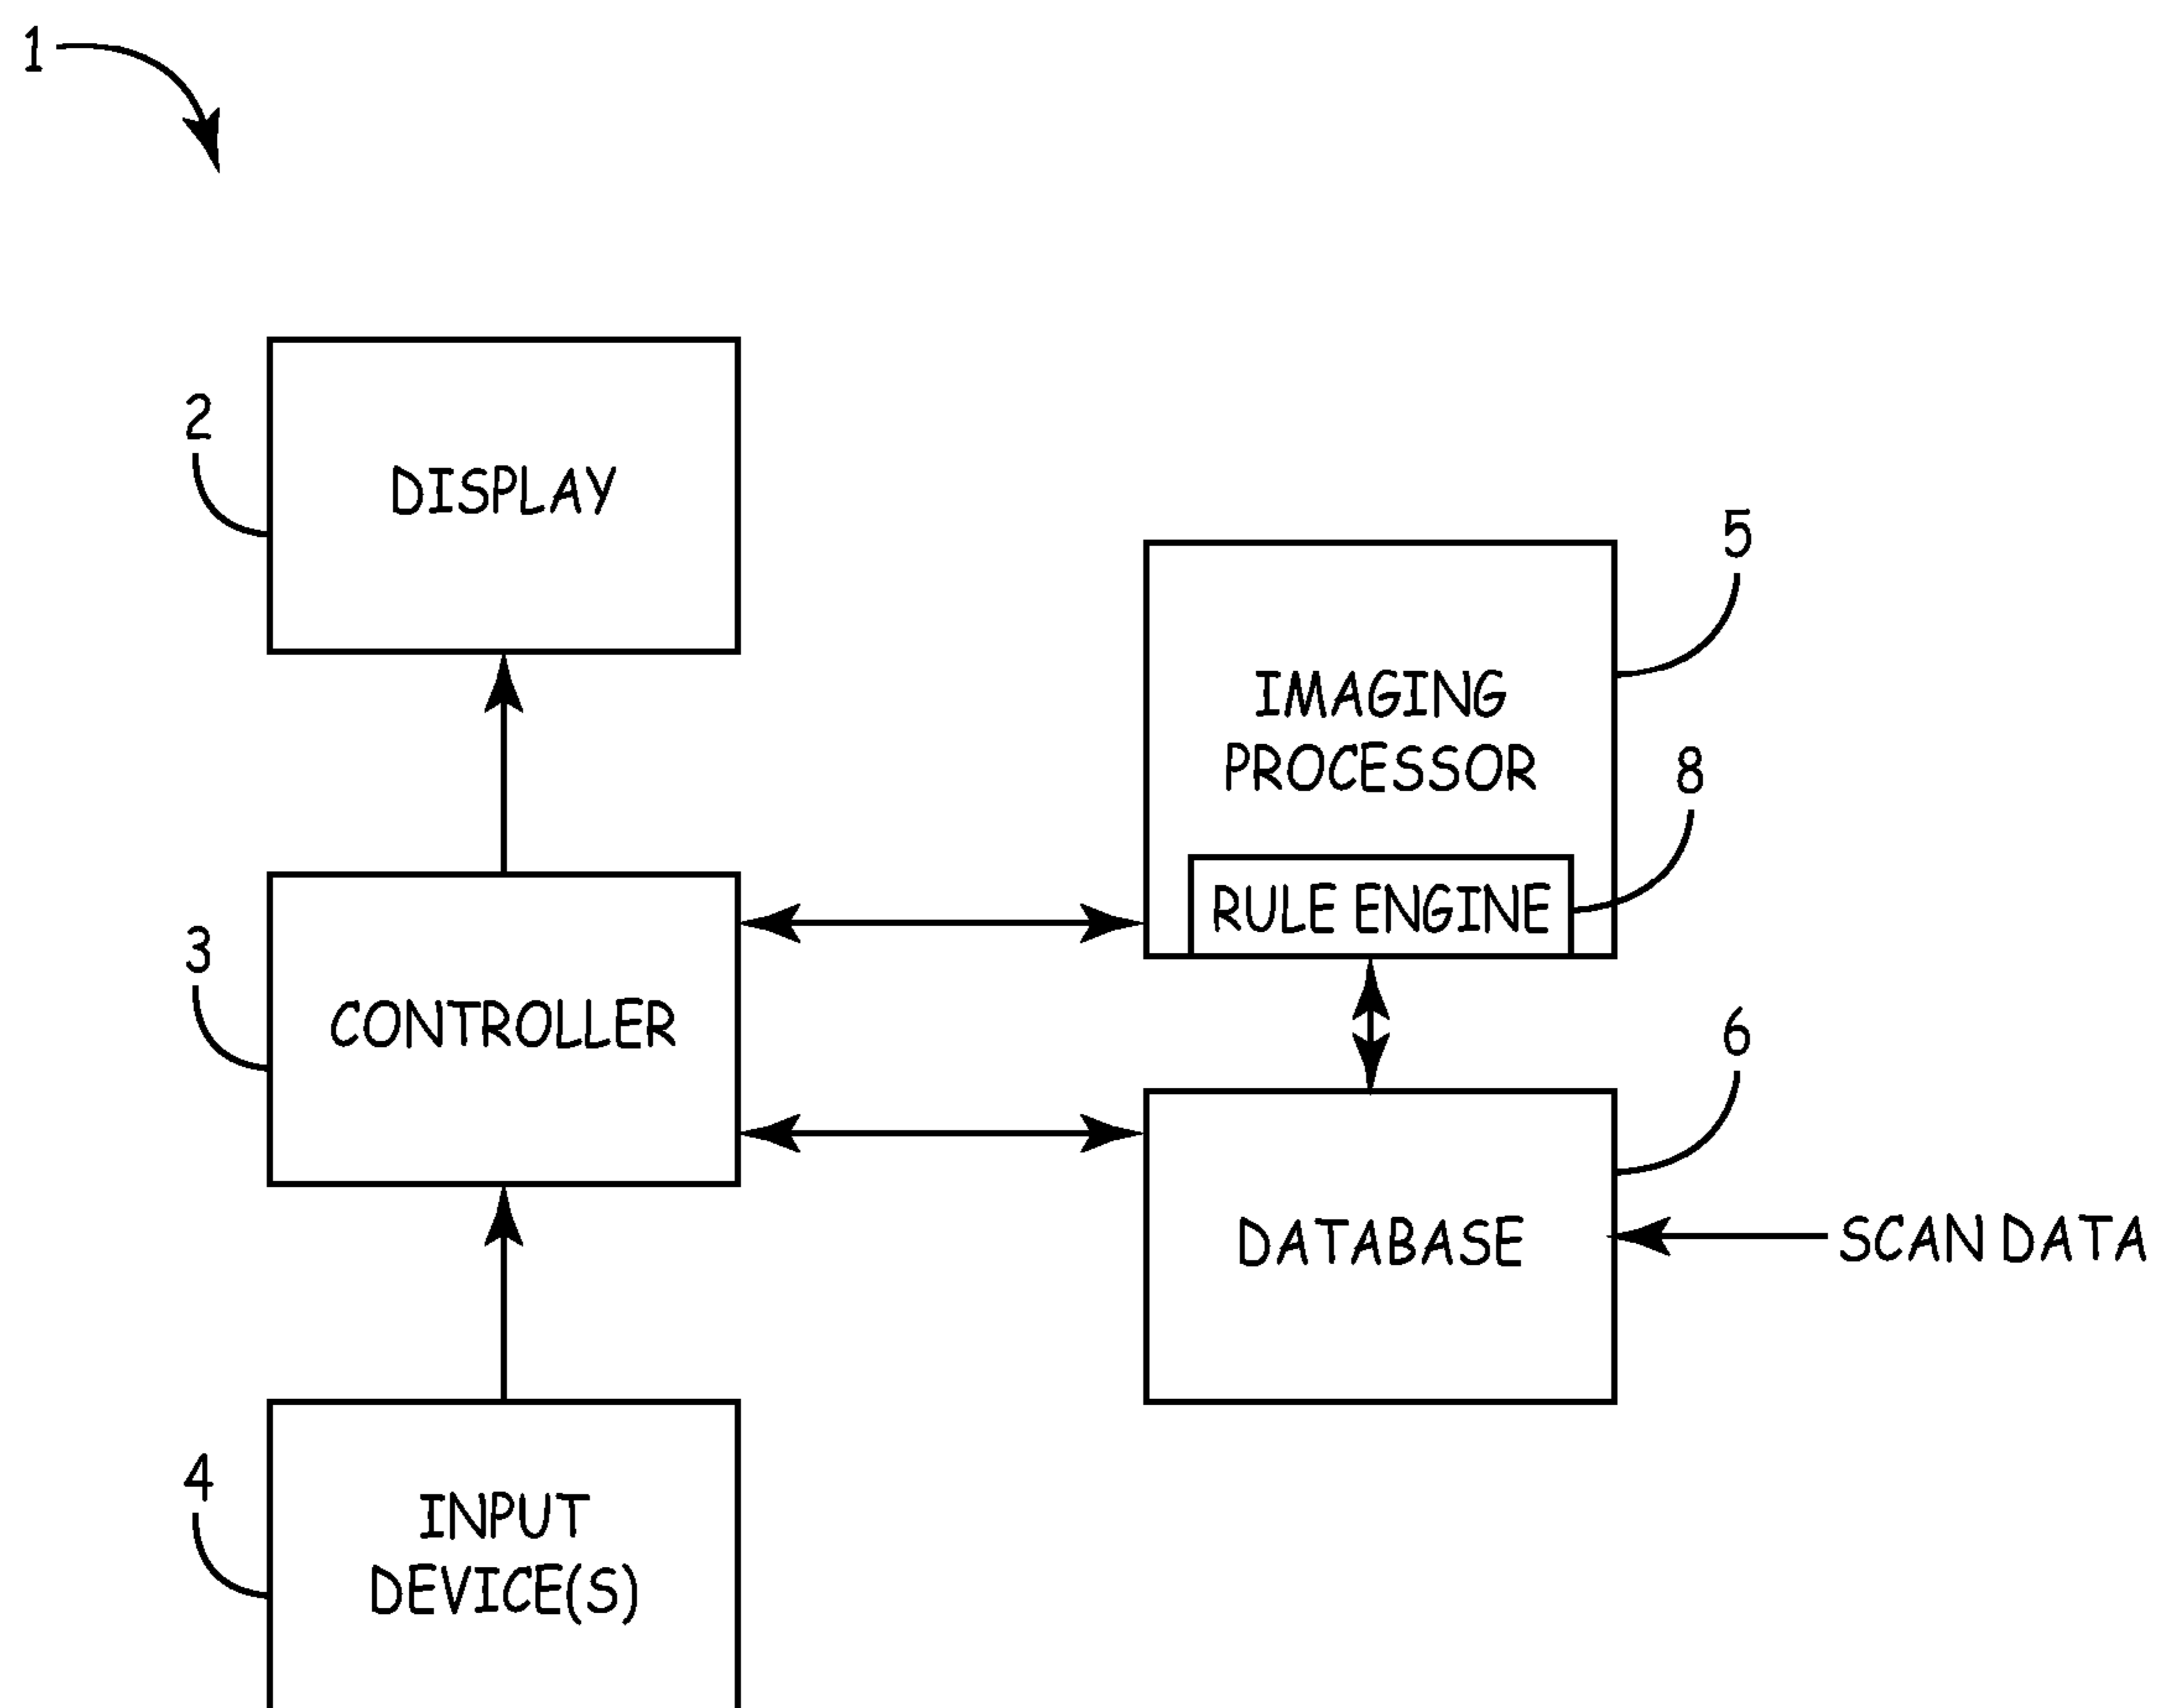 1
2
DISPLAY
5
IMAGING
PROCESSOR
8
RULE ENGINE
3
CONTROLLER
6
DATABASE
SCAN DATA
4
INPUT
DEVICE(S)